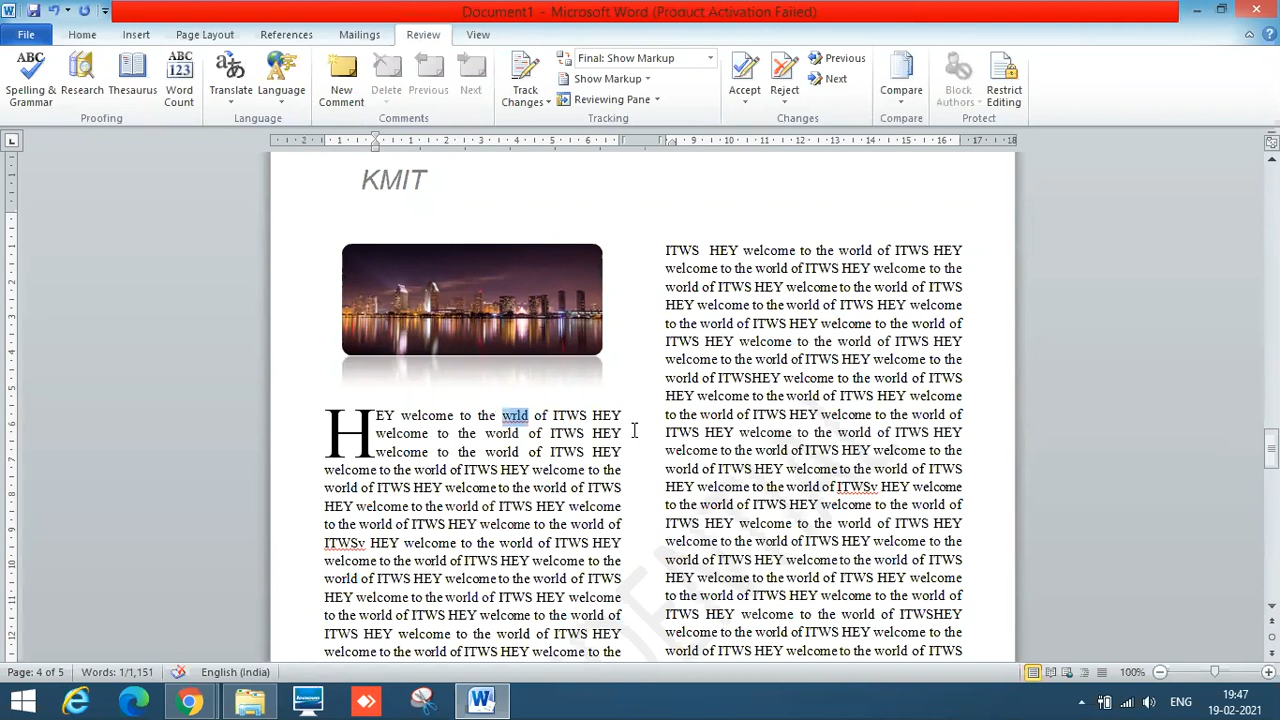 Document1 - Microsoft Word (Product Activation Failed)
File Home Insert Page Layout References Mailings Review View
Spelling & Grammar Research Thesaurus Word Count Translate Language New Comment Delete Previous Next Track Changes Final: Show Markup Show Markup Reviewing Pane Accept Reject Previous Next Compare Block Authors Restrict Editing
Proofing Language Comments Tracking Changes Compare Protect
2 1 1 2 3 4 5 6 9 10 11 12 13 14 15 16 17 18
KMIT
HEY welcome to the wrld of ITWS HEY
welcome to the world of ITWS HEY
welcome to the world of ITWS HEY
welcome to the world of ITWS HEY welcome to the
world of ITWS HEY welcome to the world of ITWS
HEY welcome to the world of ITWS HEY welcome
to the world of ITWS HEY welcome to the world of
ITWSv HEY welcome to the world of ITWS HEY
welcome to the world of ITWS HEY welcome to the
world of ITWS HEY welcome to the world of ITWS
HEY welcome to the world of ITWS HEY welcome
to the world of ITWS HEY welcome to the world of
ITWS HEY welcome to the world of ITWS HEY
welcome to the world of ITWS HEY welcome to the
ITWS HEY welcome to the world of ITWS HEY
welcome to the world of ITWS HEY welcome to the
world of ITWS HEY welcome to the world of ITWS
HEY welcome to the world of ITWS HEY welcome
to the world of ITWS HEY welcome to the world of
ITWS HEY welcome to the world of ITWS HEY
welcome to the world of ITWS HEY welcome to the
world of ITWSHEY welcome to the world of ITWS
HEY welcome to the world of ITWS HEY welcome
to the world of ITWS HEY welcome to the world of
ITWS HEY welcome to the world of ITWS HEY
welcome to the world of ITWS HEY welcome to the
world of ITWS HEY welcome to the world of ITWS
HEY welcome to the world of ITWSv HEY welcome
to the world of ITWS HEY welcome to the world of
ITWS HEY welcome to the world of ITWS HEY
welcome to the world of ITWS HEY welcome to the
world of ITWS HEY welcome to the world of ITWS
HEY welcome to the world of ITWS HEY welcome
to the world of ITWS HEY welcome to the world of
ITWS HEY welcome to the world of ITWSHEY
welcome to the world of ITWS HEY welcome to the
world of ITWS HEY welcome to the world of ITWS
Page: 4 of 5 Words: 1/1,151 English (India) 100%
ENG 19:47
19-02-2021